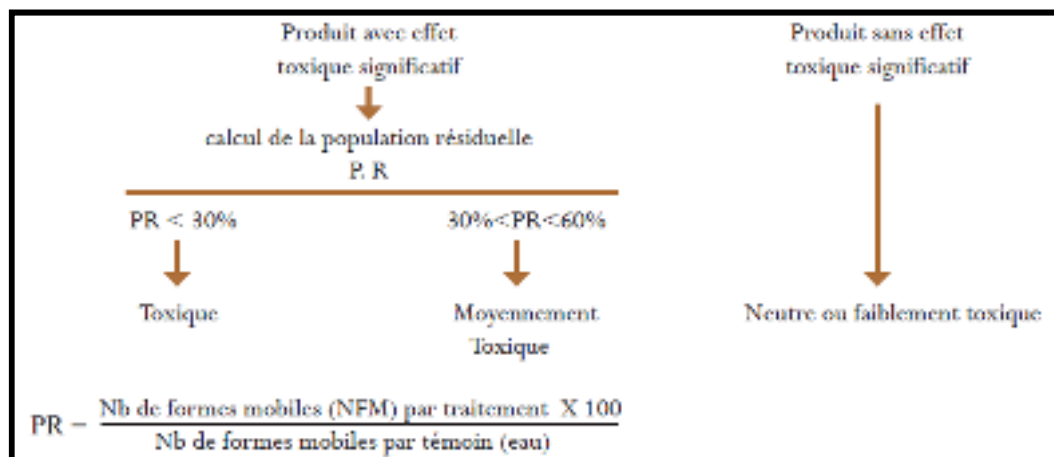 Produit avec effet
toxique significatif
Produit sans effet
toxique significatif
calcul de la population résiduelle
P. R
PR < 30%
30%<PR<60%
Toxique
Moyennement
Toxique
Neutre ou faiblement toxique
PR = Nb de formes mobiles (NFM) par traitement X 100
Nb de formes mobiles par témoin (eau)